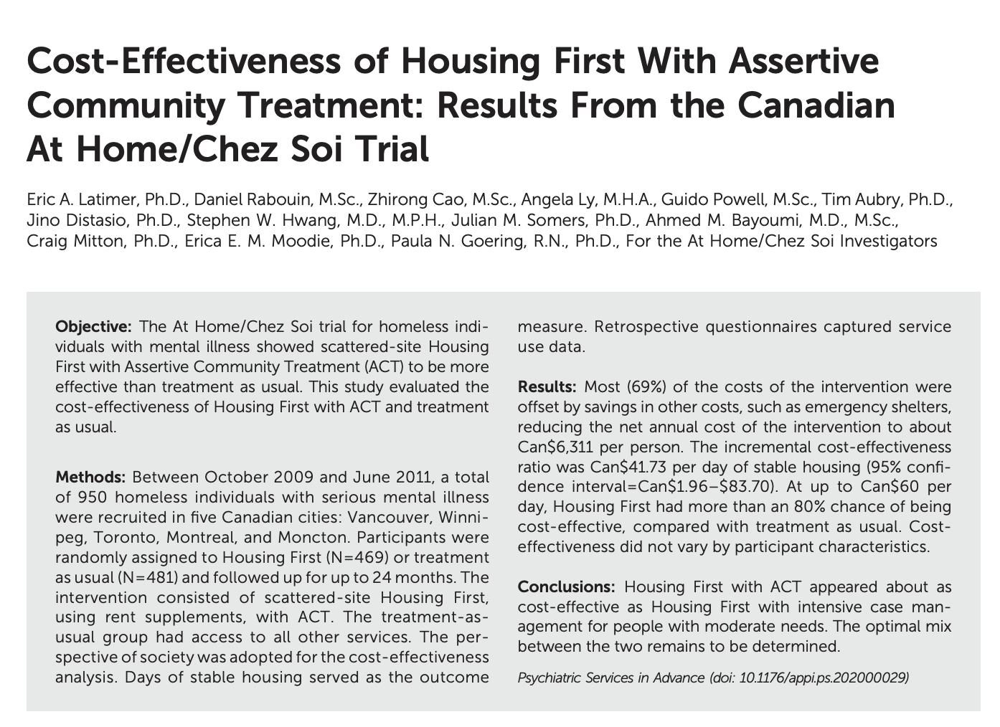 Cost-Effectiveness of Housing First With Assertive
Community Treatment: Results From the Canadian
At Home/Chez Soi Trial
Eric A. Latimer, Ph.D., Daniel Rabouin, M.Sc., Zhirong Cao, M.Sc., Angela Ly, M.H.A., Guido Powell, M.Sc., Tim Aubry, Ph.D.,
Jino Distasio, Ph.D., Stephen W. Hwang, M.D., M.P.H., Julian M. Somers, Ph.D., Ahmed M. Bayoumi, M.D., M.Sc.,
Craig Mitton, Ph.D., Erica E. M. Moodie, Ph.D., Paula N. Goering, R.N., Ph.D., For the At Home/Chez Soi Investigators
Objective: The At Home/Chez Soi trial for homeless indi-
viduals with mental illness showed scattered-site Housing
First with Assertive Community Treatment (ACT) to be more
effective than treatment as usual. This study evaluated the
cost-effectiveness of Housing First with ACT and treatment
as usual.
Methods: Between October 2009 and June 2011, a total
of 950 homeless individuals with serious mental illness
were recruited in five Canadian cities: Vancouver, Winni-
peg, Toronto, Montreal, and Moncton. Participants were
randomly assigned to Housing First (N=469) or treatment
as usual (N=481) and followed up for up to 24 months. The
intervention consisted of scattered-site Housing First,
using rent supplements, with ACT. The treatment-as-
usual group had access to all other services. The per-
spective of society was adopted for the cost-effectiveness
analysis. Days of stable housing served as the outcome
measure. Retrospective questionnaires captured service
use data.
Results: Most (69%) of the costs of the intervention were
offset by savings in other costs, such as emergency shelters,
reducing the net annual cost of the intervention to about
Can$6,311 per person. The incremental cost-effectiveness
ratio was Can$41.73 per day of stable housing (95% confi-
dence interval=Can$1.96–$83.70). At up to Can$60 per
day, Housing First had more than an 80% chance of being
cost-effective, compared with treatment as usual. Cost-
effectiveness did not vary by participant characteristics.
Conclusions: Housing First with ACT appeared about as
cost-effective as Housing First with intensive case man-
agement for people with moderate needs. The optimal mix
between the two remains to be determined.
Psychiatric Services in Advance (doi: 10.1176/appi.ps.202000029)